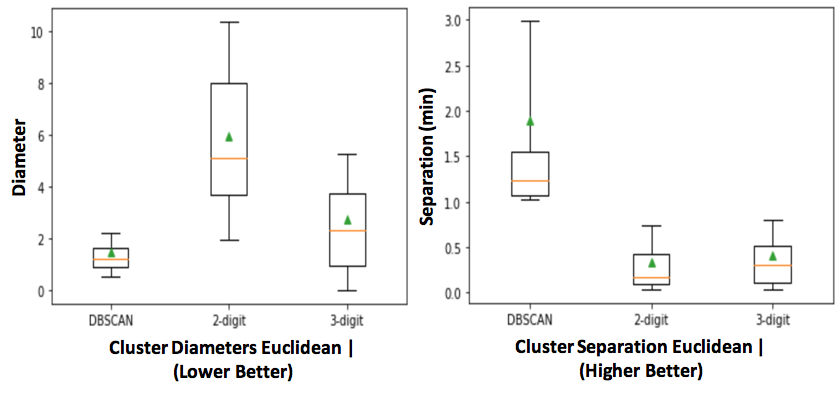 Diameter
10
8
6
4
2
0
DBSCAN 2-digit 3-digit
Cluster Diameters Euclidean |
(Lower Better)
Separation (min)
3.0
2.5
2.0
1.5
1.0
0.5
0.0
DBSCAN 2-digit 3-digit
Cluster Separation Euclidean |
(Higher Better)